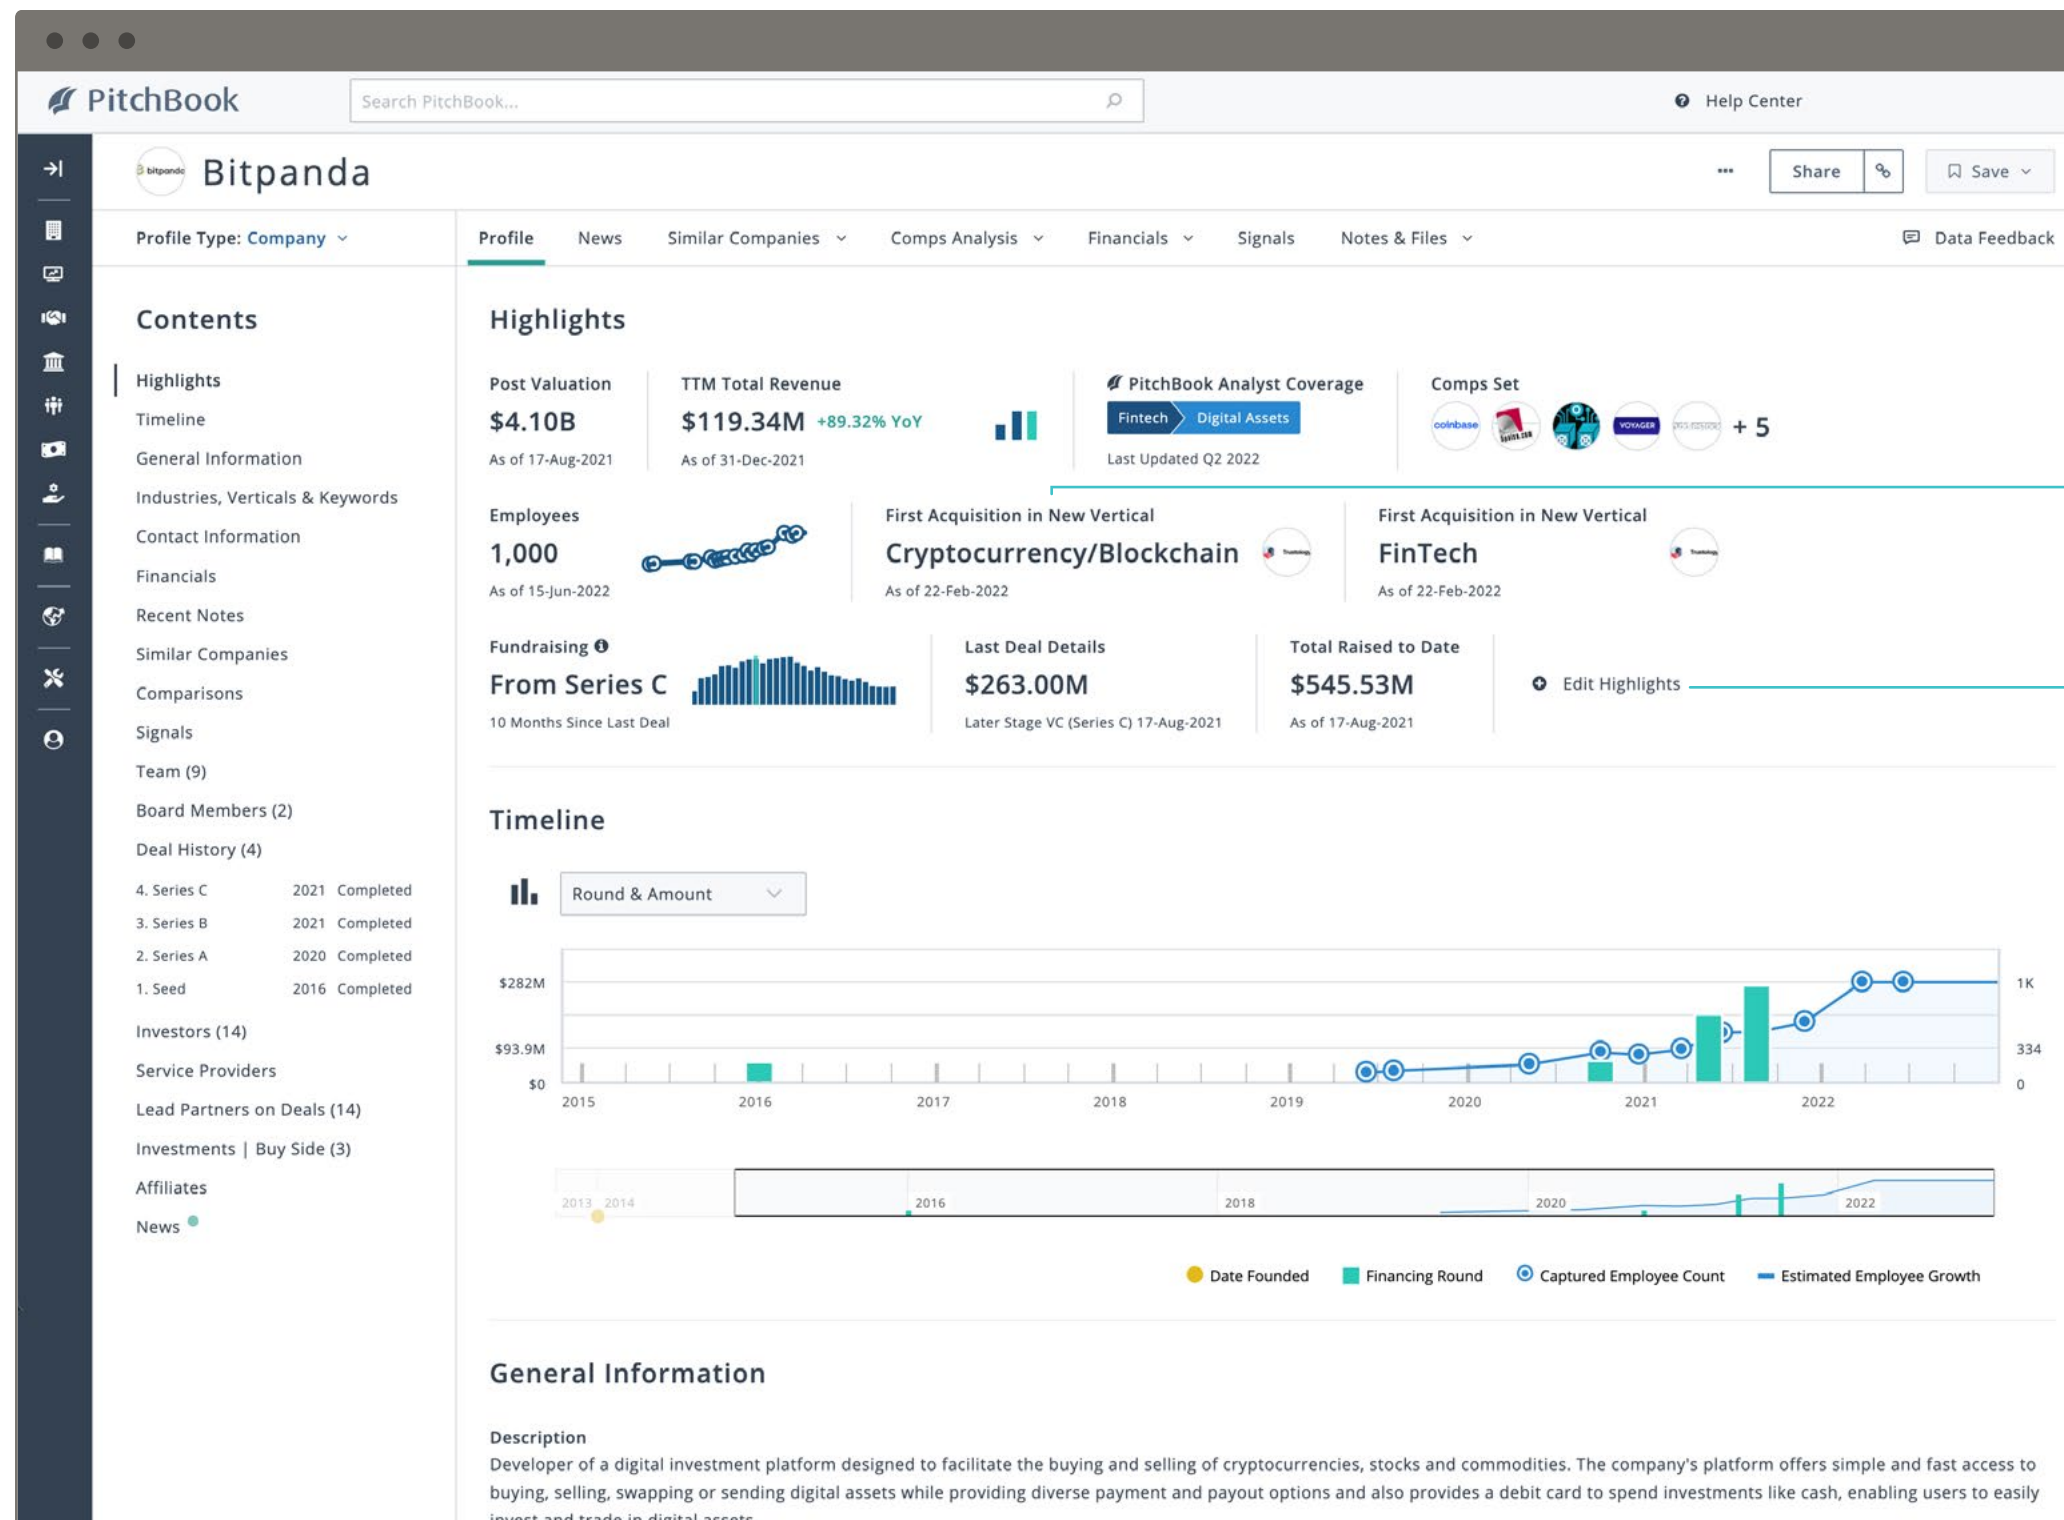 PitchBook
Search PitchBook...
Help Center
bitpanda
Bitpanda
Share
Save
Profile Type: Company
Profile
News
Similar Companies
Comps Analysis
Financials
Signals
Notes & Files
Data Feedback
Contents
Highlights
Timeline
General Information
Industries, Verticals & Keywords
Contact Information
Financials
Recent Notes
Similar Companies
Comparisons
Signals
Team (9)
Board Members (2)
Deal History (4)
4. Series C 2021 Completed
3. Series B 2021 Completed
2. Series A 2020 Completed
1. Seed 2016 Completed
Investors (14)
Service Providers
Lead Partners on Deals (14)
Investments | Buy Side (3)
Affiliates
News
Highlights
Post Valuation
$4.10B
As of 17-Aug-2021
TTM Total Revenue
$119.34M +89.32% YoY
As of 31-Dec-2021
PitchBook Analyst Coverage
Fintech Digital Assets
Last Updated Q2 2022
Comps Set
coinbase
VOYAGER
+ 5
Employees
1,000
As of 15-Jun-2022
First Acquisition in New Vertical
Cryptocurrency/Blockchain
As of 22-Feb-2022
First Acquisition in New Vertical
FinTech
As of 22-Feb-2022
Fundraising
From Series C
10 Months Since Last Deal
Last Deal Details
$263.00M
Later Stage VC (Series C) 17-Aug-2021
Total Raised to Date
$545.53M
As of 17-Aug-2021
Edit Highlights
Timeline
Round & Amount
$282M
$93.9M
$0
1K
334
0
2015 2016 2017 2018 2019 2020 2021 2022
2013 2014 2016 2018 2020 2022
Date Founded Financing Round Captured Employee Count Estimated Employee Growth
General Information
Description
Developer of a digital investment platform designed to facilitate the buying and selling of cryptocurrencies, stocks and commodities. The company's platform offers simple and fast access to
buying, selling, swapping or sending digital assets while providing diverse payment and payout options and also provides a debit card to spend investments like cash, enabling users to easily
invest and trade in digital assets.